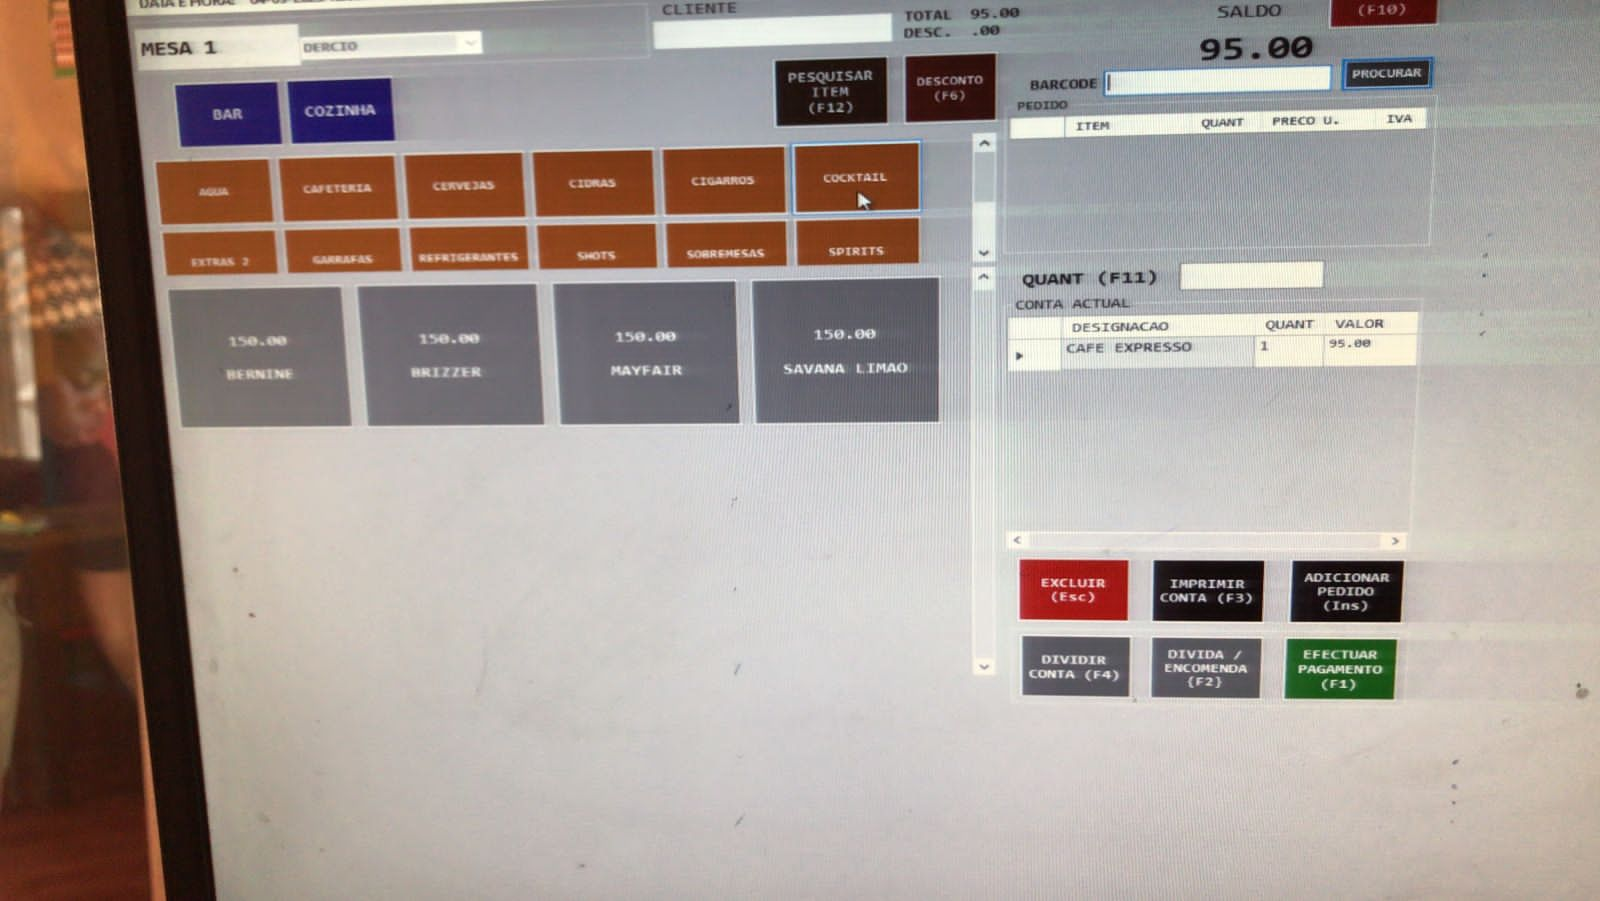 DATA E HORA:
MESA 1
DERCIO
CLIENTE
TOTAL 95.00
DESC. .00
SALDO
95.00
(F10)
BAR
COZINHA
PESQUISAR
ITEM
(F12)
DESCONTO
(F6)
BARCODE
PROCURAR
PEDIDO
ITEM QUANT PRECO U. IVA
AGUA
CAFETERIA
CERVEJAS
CIDRAS
CIGARROS
COCKTAIL
EXTRAS 2
GARRAFAS
REFRIGERANTES
SHOTS
SOBREMESAS
SPIRITS
150.00
BERNINE
150.00
BRIZZER
150.00
MAYFAIR
150.00
SAVANA LIMAO
QUANT (F11)
CONTA ACTUAL
DESIGNACAO QUANT VALOR
CAFE EXPRESSO 1 95.00
EXCLUIR
(Esc)
IMPRIMIR
CONTA (F3)
ADICIONAR
PEDIDO
(Ins)
DIVIDIR
CONTA (F4)
DIVIDA /
ENCOMENDA
{F2}
EFECTUAR
PAGAMENTO
(F1)